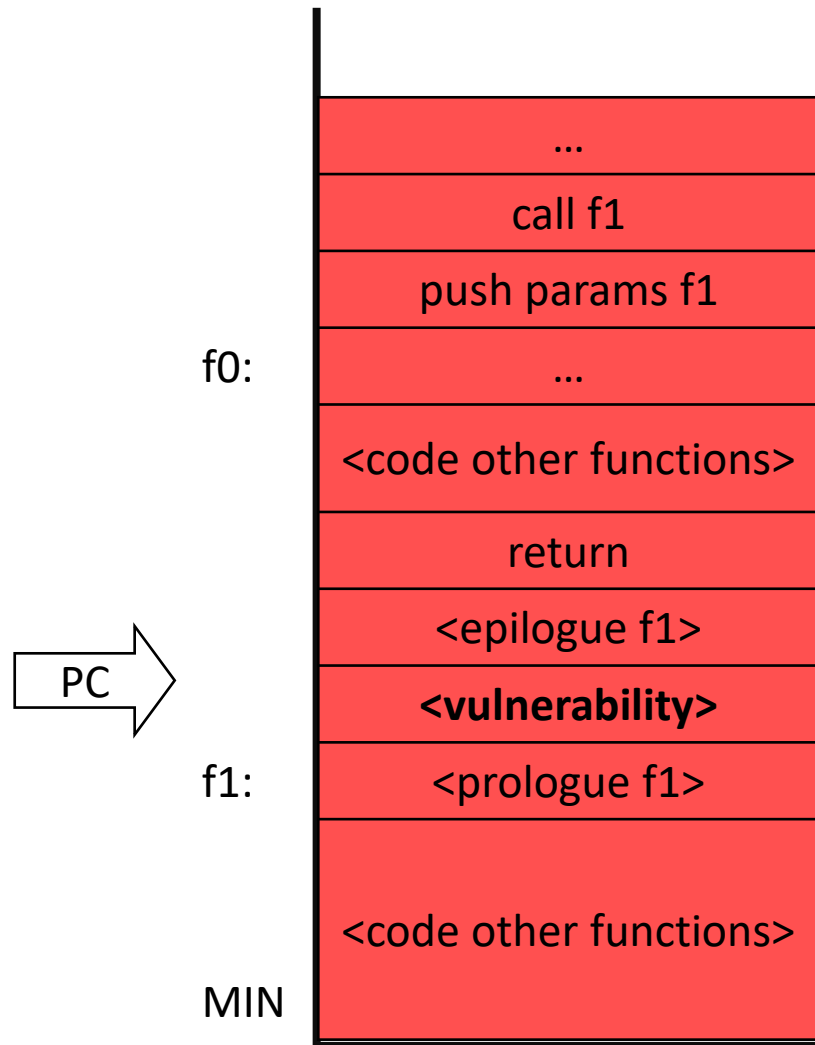 ...
call f1
push params f1
f0:
...
<code other functions>
return
<epilogue f1>
PC
<vulnerability>
f1:
<prologue f1>
<code other functions>
MIN